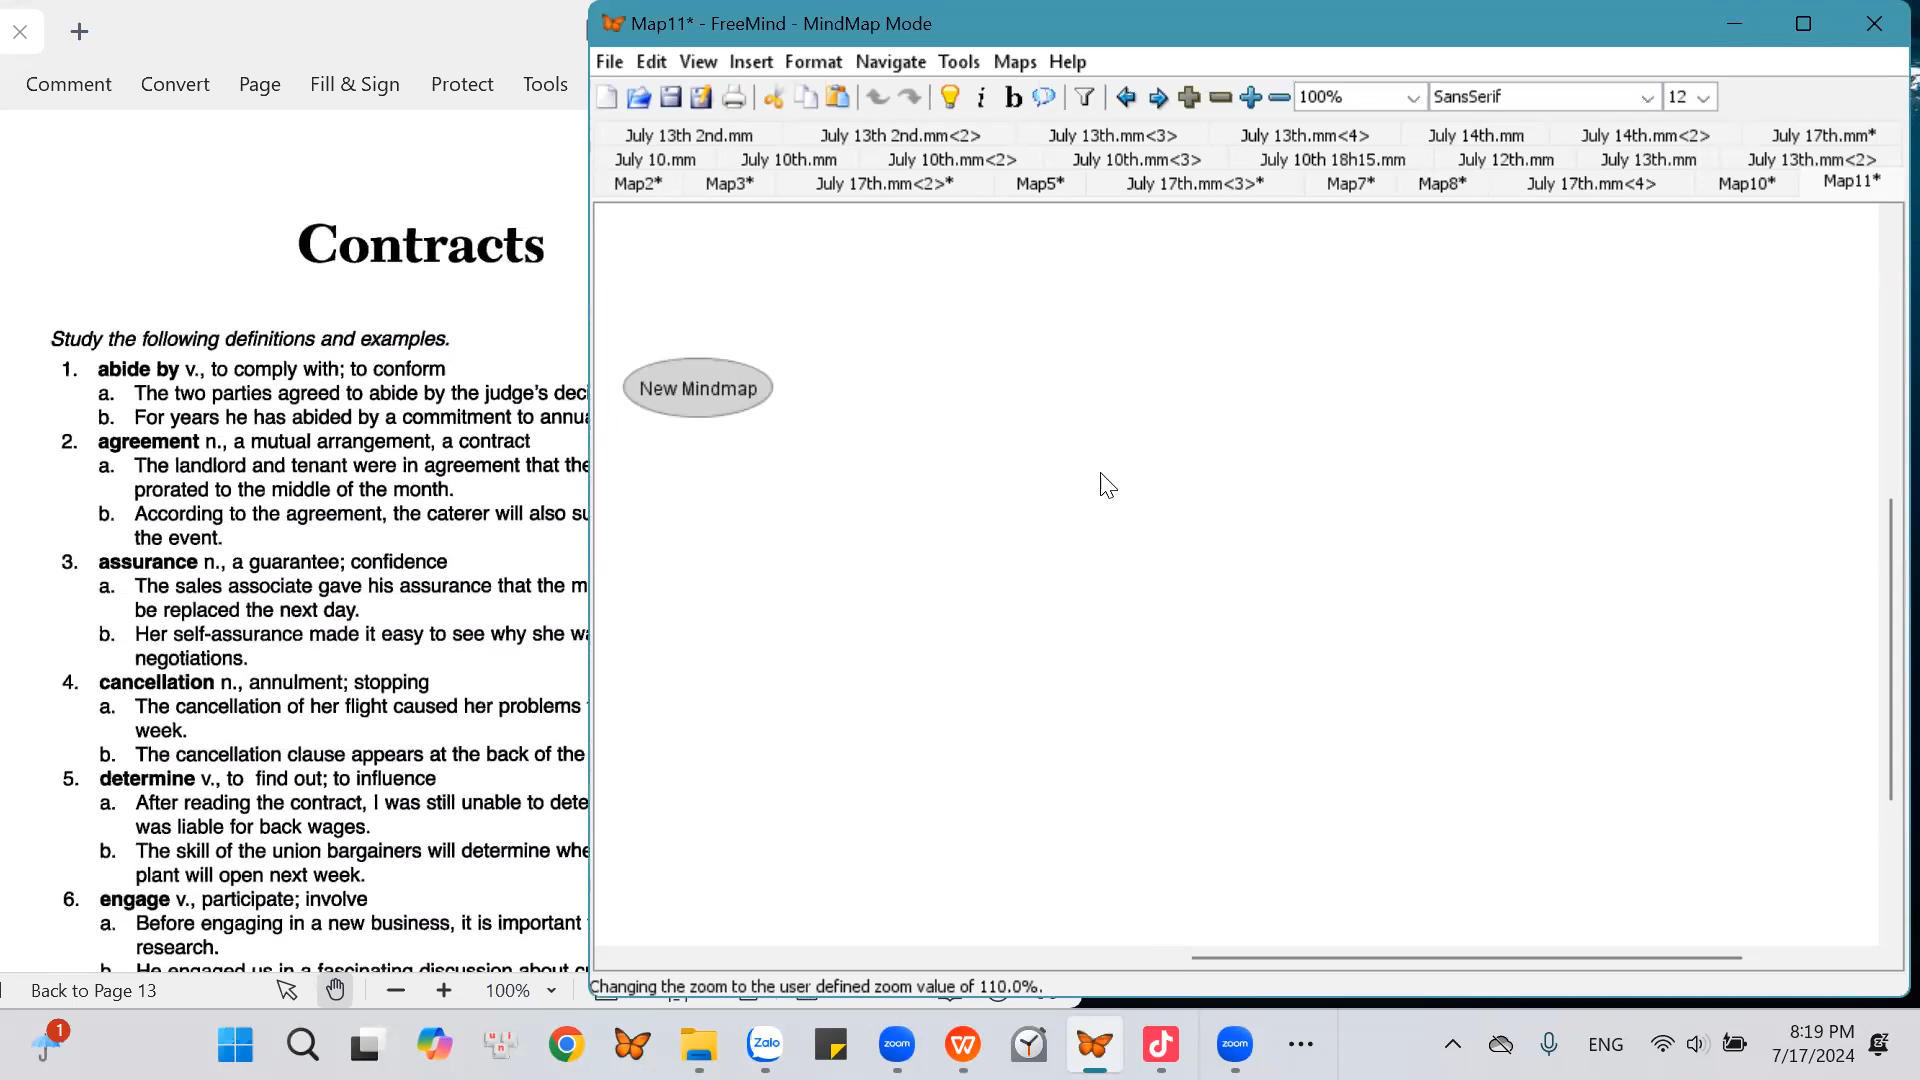 Comment Convert Page Fill & Sign Protect Tools
Contracts
Study the following definitions and examples.
1. abide by v., to comply with; to conform
a. The two parties agreed to abide by the judge's deci
b. For years he has abided by a commitment to annua
2. agreement n., a mutual arrangement, a contract
a. The landlord and tenant were in agreement that the
prorated to the middle of the month.
b. According to the agreement, the caterer will also su
the event.
3. assurance n., a guarantee; confidence
a. The sales associate gave his assurance that the m
be replaced the next day.
b. Her self-assurance made it easy to see why she wa
negotiations.
4. cancellation n., annulment; stopping
a. The cancellation of her flight caused her problems
week.
b. The cancellation clause appears at the back of the
5. determine v., to find out; to influence
a. After reading the contract, I was still unable to dete
was liable for back wages.
b. The skill of the union bargainers will determine whe
plant will open next week.
6. engage v., participate; involve
a. Before engaging in a new business, it is important
research.
b. He engaged us in a fascinating discussion about
Back to Page 13
100%
Map11* - FreeMind - MindMap Mode
File Edit View Insert Format Navigate Tools Maps Help
100% SansSerif 12
July 13th 2nd.mm July 13th 2nd.mm<2> July 13th.mm<3> July 13th.mm<4> July 14th.mm July 14th.mm<2> July 17th.mm*
July 10.mm July 10th.mm July 10th.mm<2> July 10th.mm<3> July 10th 18h15.mm July 12th.mm July 13th.mm July 13th.mm<2>
Map2* Map3* July 17th.mm<2>* Map5* July 17th.mm<3>* Map7* Map8* July 17th.mm<4> Map10* Map11*
New Mindmap
Changing the zoom to the user defined zoom value of 110.0%.
1
Zalo
zoom
zoom
ENG
8:19 PM
7/17/2024